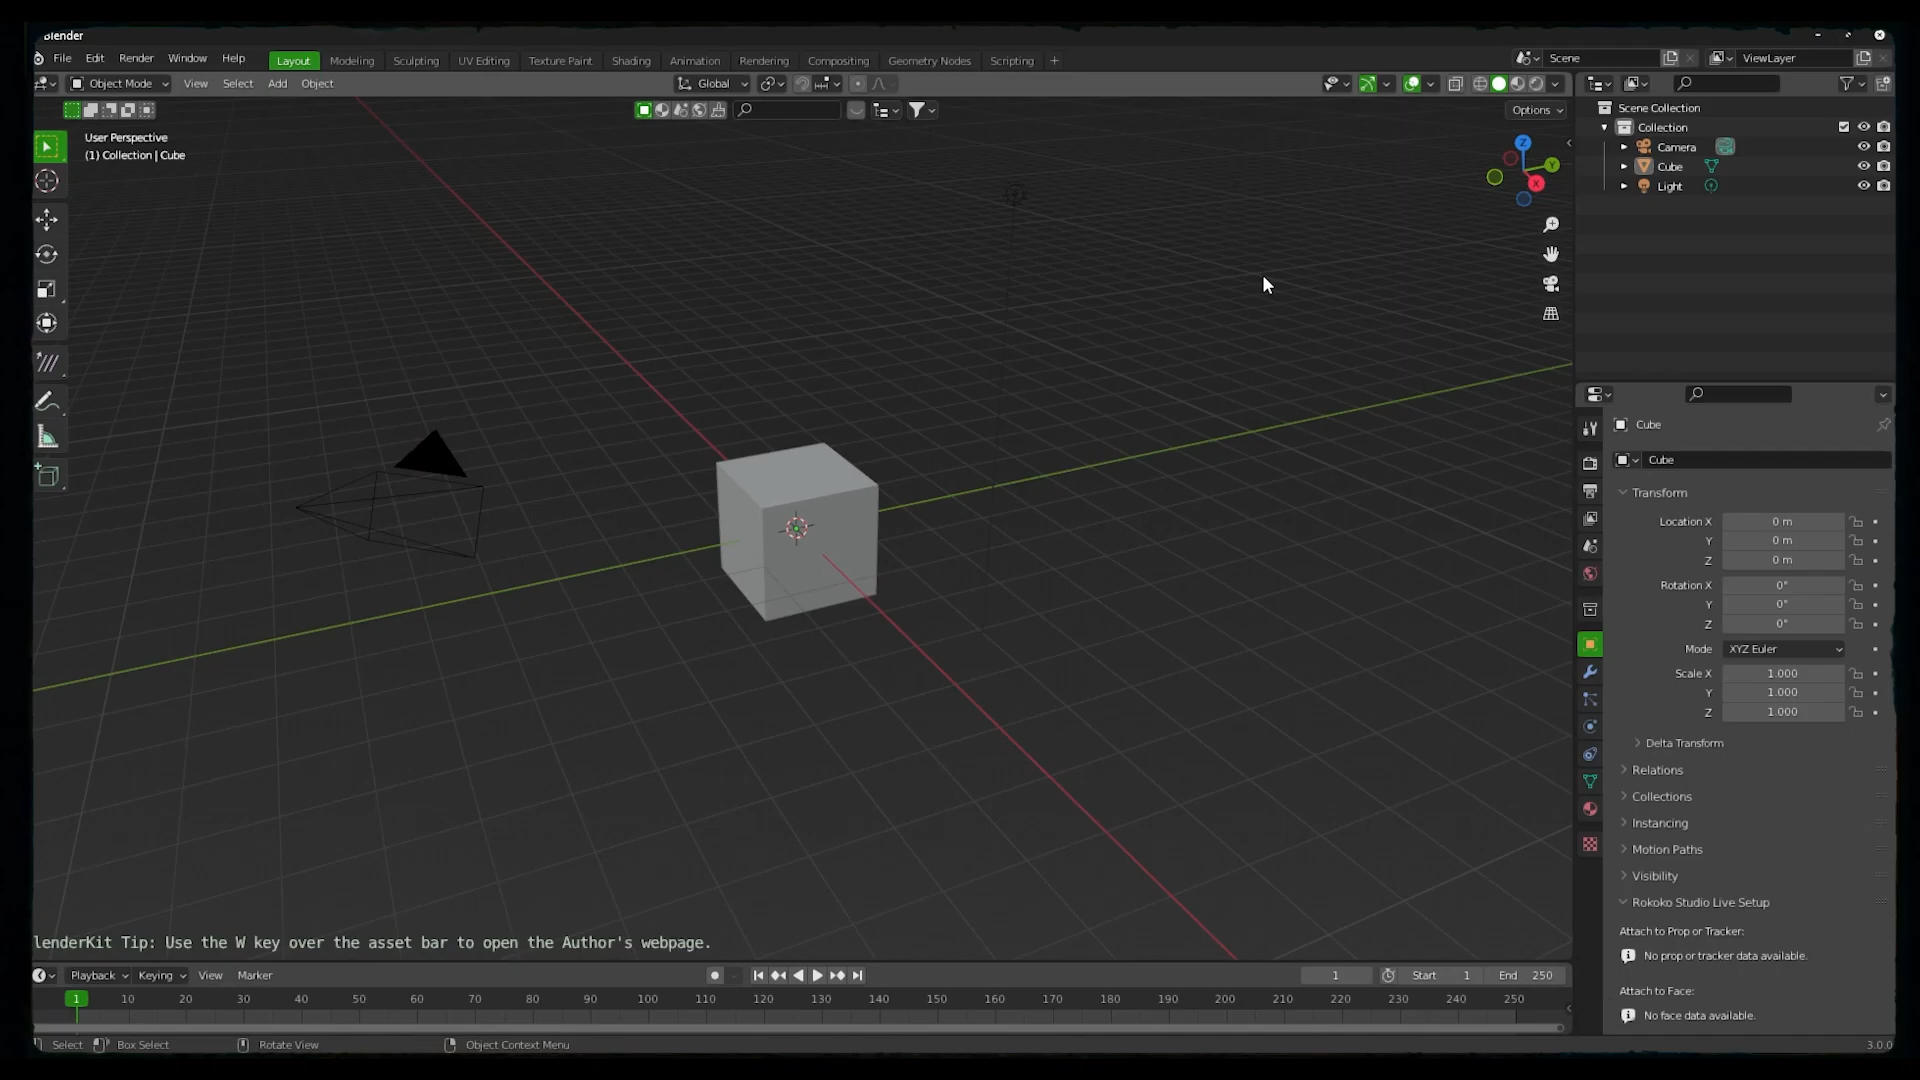 Blender
File Edit Render Window Help Layout Modeling Sculpting UV Editing Texture Paint Shading Animation Rendering Compositing Geometry Nodes Scripting + Scene ViewLayer
Object Mode View Select Add Object Global
Options
User Perspective
(1) Collection | Cube
Z
Y
X
Scene Collection
Collection
Camera
Cube
Light
Cube
Cube
Transform
Location X 0 m
Y 0 m
Z 0 m
Rotation X 0°
Y 0°
Z 0°
Mode XYZ Euler
Scale X 1.000
Y 1.000
Z 1.000
Delta Transform
Relations
Collections
Instancing
Motion Paths
Visibility
Rokoko Studio Live Setup
Attach to Prop or Tracker:
No prop or tracker data available.
Attach to Face:
No face data available.
lenderKit Tip: Use the W key over the asset bar to open the Author's webpage.
Playback Keying View Marker 1 Start 1 End 250
1 10 20 30 40 50 60 70 80 90 100 110 120 130 140 150 160 170 180 190 200 210 220 230 240 250
Select Box Select Rotate View Object Context Menu 3.0.0